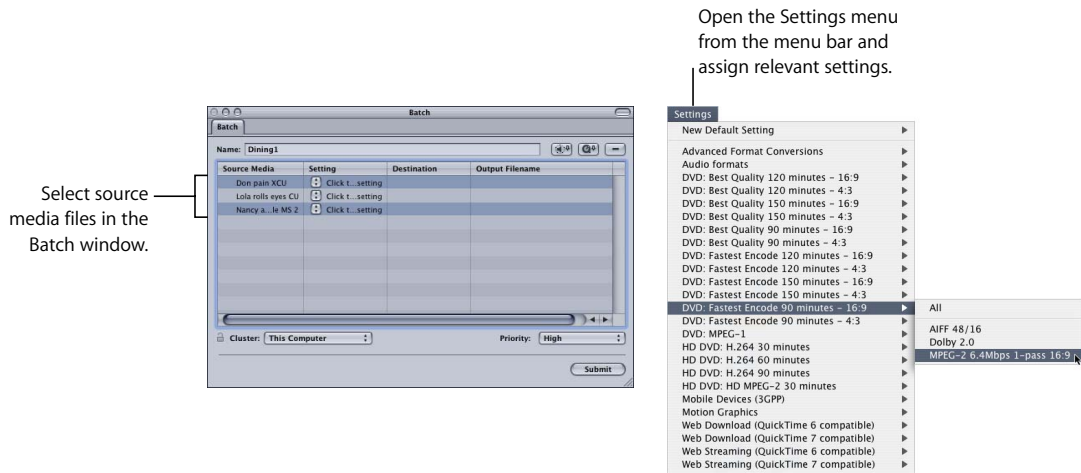 Open the Settings menu
from the menu bar and
assign relevant settings.
Select source
media files in the
Batch window.
Batch
Batch
Name: Dining1
Source Media Setting Destination Output Filename
Don pain XCU Click t...setting
Lola rolls eyes CU Click t...setting
Nancy a...le MS 2 Click t...setting
Cluster: This Computer Priority: High
Submit
Settings
New Default Setting
Advanced Format Conversions
Audio formats
DVD: Best Quality 120 minutes – 16:9
DVD: Best Quality 120 minutes – 4:3
DVD: Best Quality 150 minutes – 16:9
DVD: Best Quality 150 minutes – 4:3
DVD: Best Quality 90 minutes – 16:9
DVD: Best Quality 90 minutes – 4:3
DVD: Fastest Encode 120 minutes – 16:9
DVD: Fastest Encode 120 minutes – 4:3
DVD: Fastest Encode 150 minutes – 16:9
DVD: Fastest Encode 150 minutes – 4:3
DVD: Fastest Encode 90 minutes – 16:9
DVD: Fastest Encode 90 minutes – 4:3
DVD: MPEG-1
HD DVD: H.264 30 minutes
HD DVD: H.264 60 minutes
HD DVD: H.264 90 minutes
HD DVD: HD MPEG-2 30 minutes
Mobile Devices (3GPP)
Motion Graphics
Web Download (QuickTime 6 compatible)
Web Download (QuickTime 7 compatible)
Web Streaming (QuickTime 6 compatible)
Web Streaming (QuickTime 7 compatible)
All
AIFF 48/16
Dolby 2.0
MPEG-2 6.4Mbps 1-pass 16:9